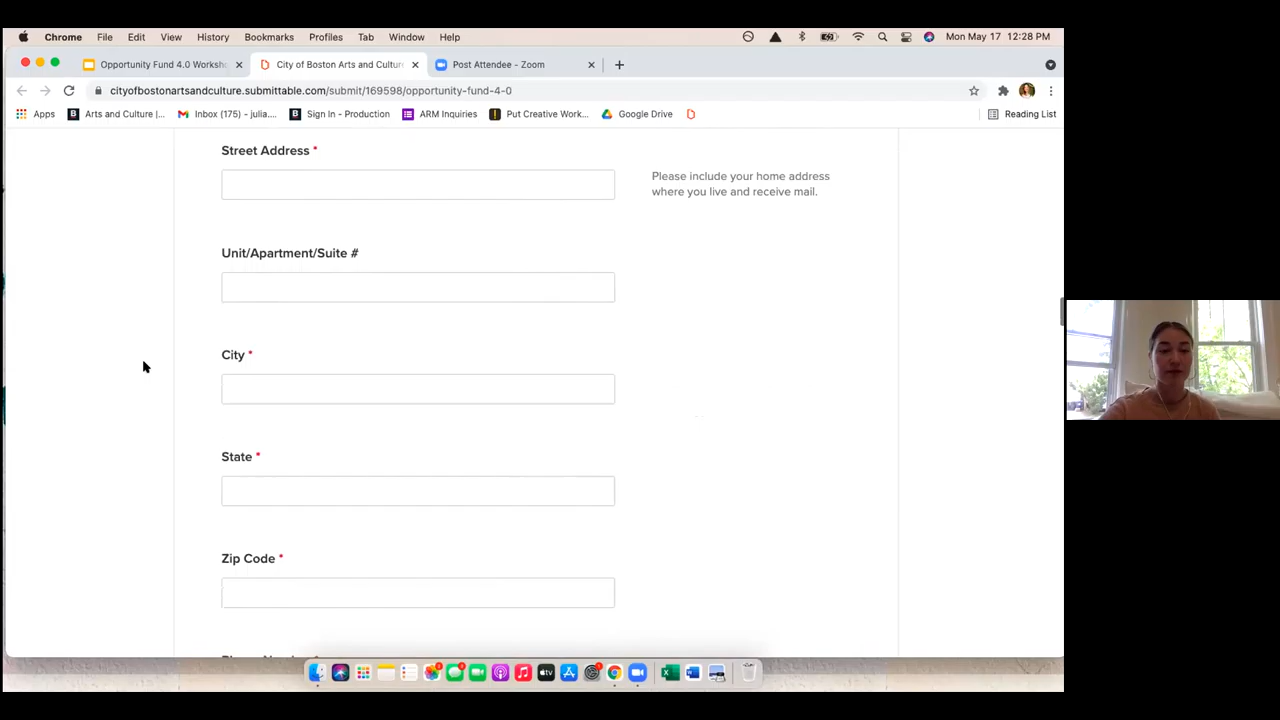 Chrome File Edit View History Bookmarks Profiles Tab Window Help Mon May 17 12:28 PM
Opportunity Fund 4.0 Worksh City of Boston Arts and Culture Post Attendee - Zoom
cityofbostonartsandculture.submittable.com/submit/169598/opportunity-fund-4-0
Apps Arts and Culture |... Inbox (175) - julia.... Sign In - Production ARM Inquiries Put Creative Work... Google Drive Reading List
Street Address *
Please include your home address
where you live and receive mail.
Unit/Apartment/Suite #
City *
State *
Zip Code *